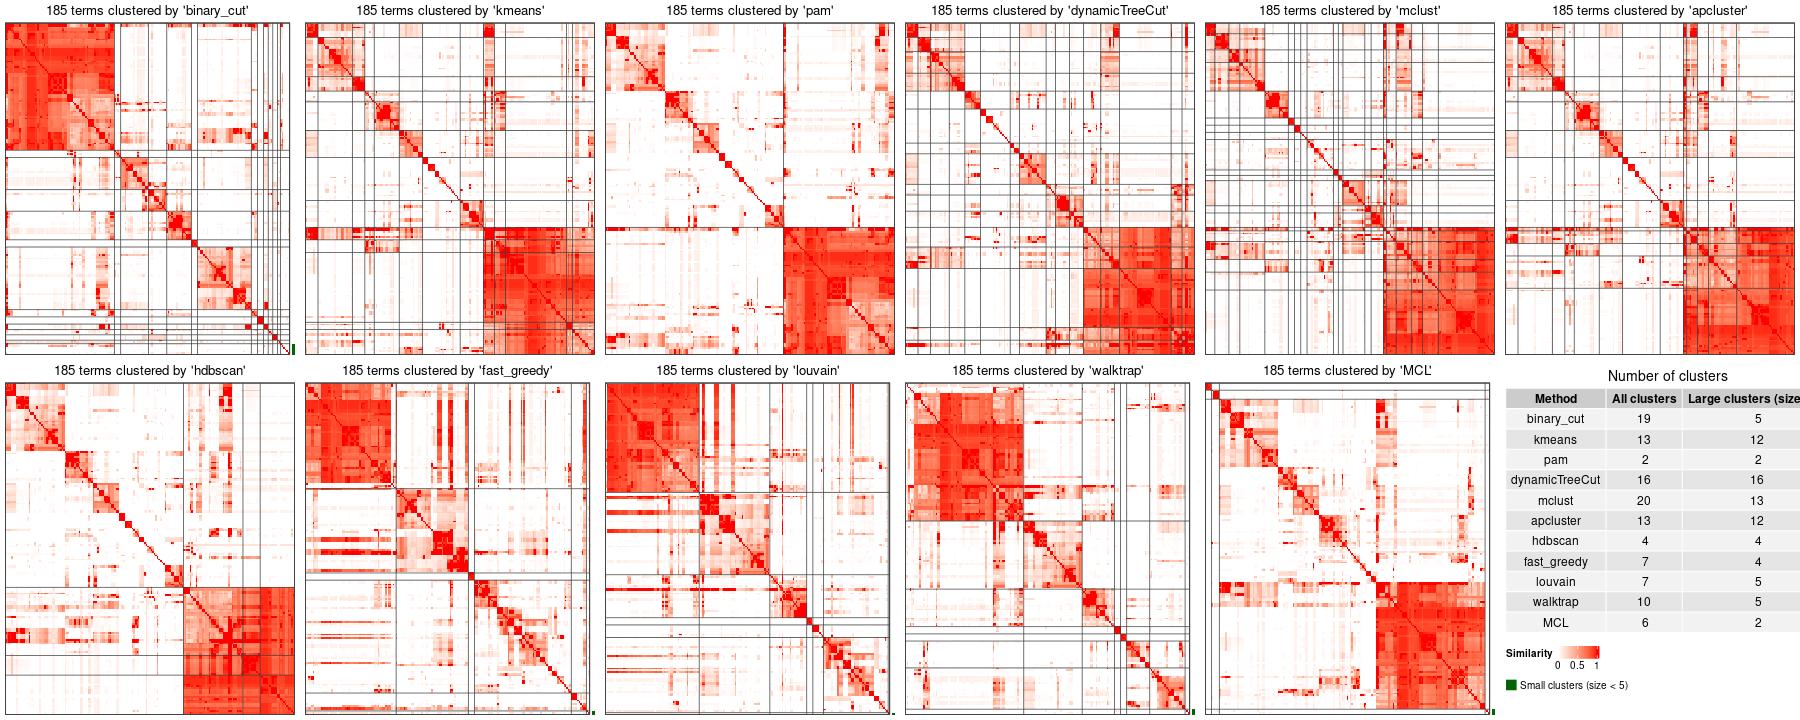 185 terms clustered by 'binary_cut'
185 terms clustered by 'kmeans'
185 terms clustered by 'pam'
185 terms clustered by 'dynamicTreeCut'
185 terms clustered by 'mclust'
185 terms clustered by 'apcluster'
185 terms clustered by 'hdbscan'
185 terms clustered by 'fast_greedy'
185 terms clustered by 'louvain'
185 terms clustered by 'walktrap'
185 terms clustered by 'MCL'
Number of clusters
Method All clusters Large clusters (size
binary_cut 19 5
kmeans 13 12
pam 2 2
dynamicTreeCut 16 16
mclust 20 13
apcluster 13 12
hdbscan 4 4
fast_greedy 7 4
louvain 7 5
walktrap 10 5
MCL 6 2
Similarity
0 0.5 1
Small clusters (size < 5)